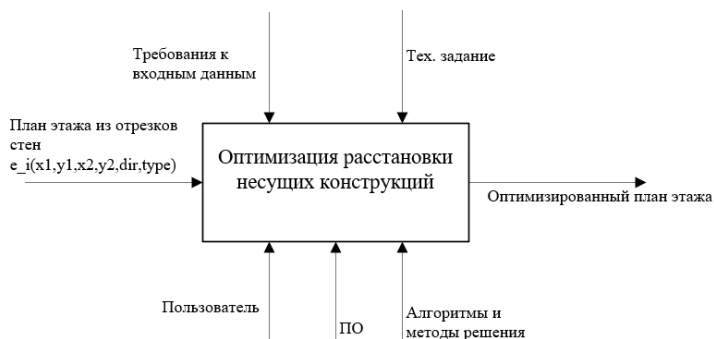 Требования к
входным данным
Тех. задание
План этажа из отрезков
стен
e_i(x1,y1,x2,y2,dir,type)
Оптимизация расстановки
несущих конструкций
Оптимизированный план этажа
Пользователь
ПО
Алгоритмы и
методы решения